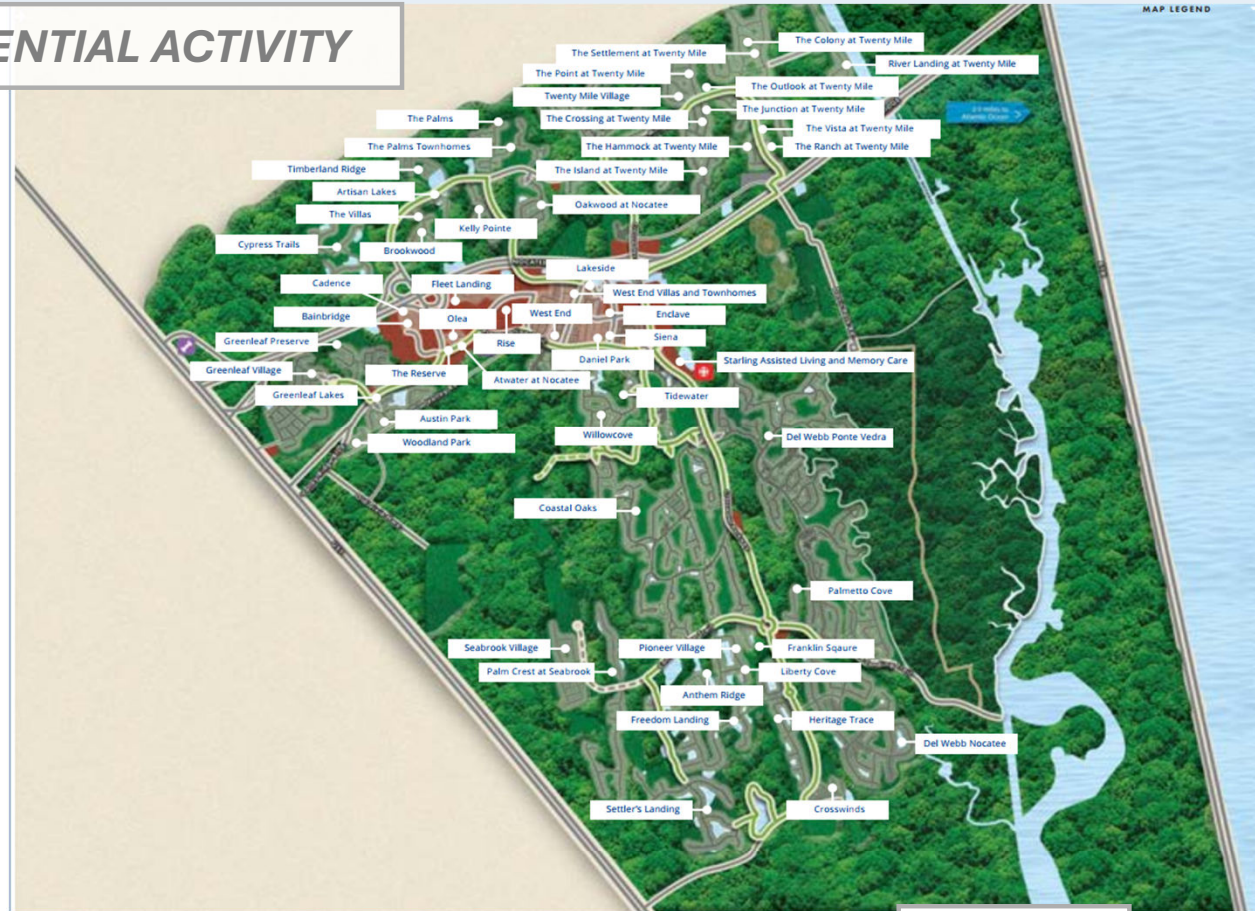 ENTIAL ACTIVITY
MAP LEGEND
The Colony at Twenty Mile
The Settlement at Twenty Mile
River Landing at Twenty Mile
The Point at Twenty Mile
The Outlook at Twenty Mile
Twenty Mile Village
The Junction at Twenty Mile
Atlantic Ocean
The Palms
The Crossing at Twenty Mile
The Vista at Twenty Mile
The Palms Townhomes
The Hammock at Twenty Mile
The Ranch at Twenty Mile
Timberland Ridge
The Island at Twenty Mile
Artisan Lakes
Oakwood at Nocatee
The Villas
Kelly Pointe
Cypress Trails
Brookwood
Lakeside
Cadence
Fleet Landing
West End Villas and Townhomes
Bainbridge
Olea
West End
Enclave
Greenleaf Preserve
Rise
Siena
Daniel Park
Starling Assisted Living and Memory Care
Greenleaf Village
The Reserve
Atwater at Nocatee
Greenleaf Lakes
Tidewater
Austin Park
Willowcove
Del Webb Ponte Vedra
Woodland Park
Coastal Oaks
Palmetto Cove
Seabrook Village
Pioneer Village
Franklin Sqaure
Palm Crest at Seabrook
Liberty Cove
Anthem Ridge
Freedom Landing
Heritage Trace
Del Webb Nocatee
Settler's Landing
Crosswinds